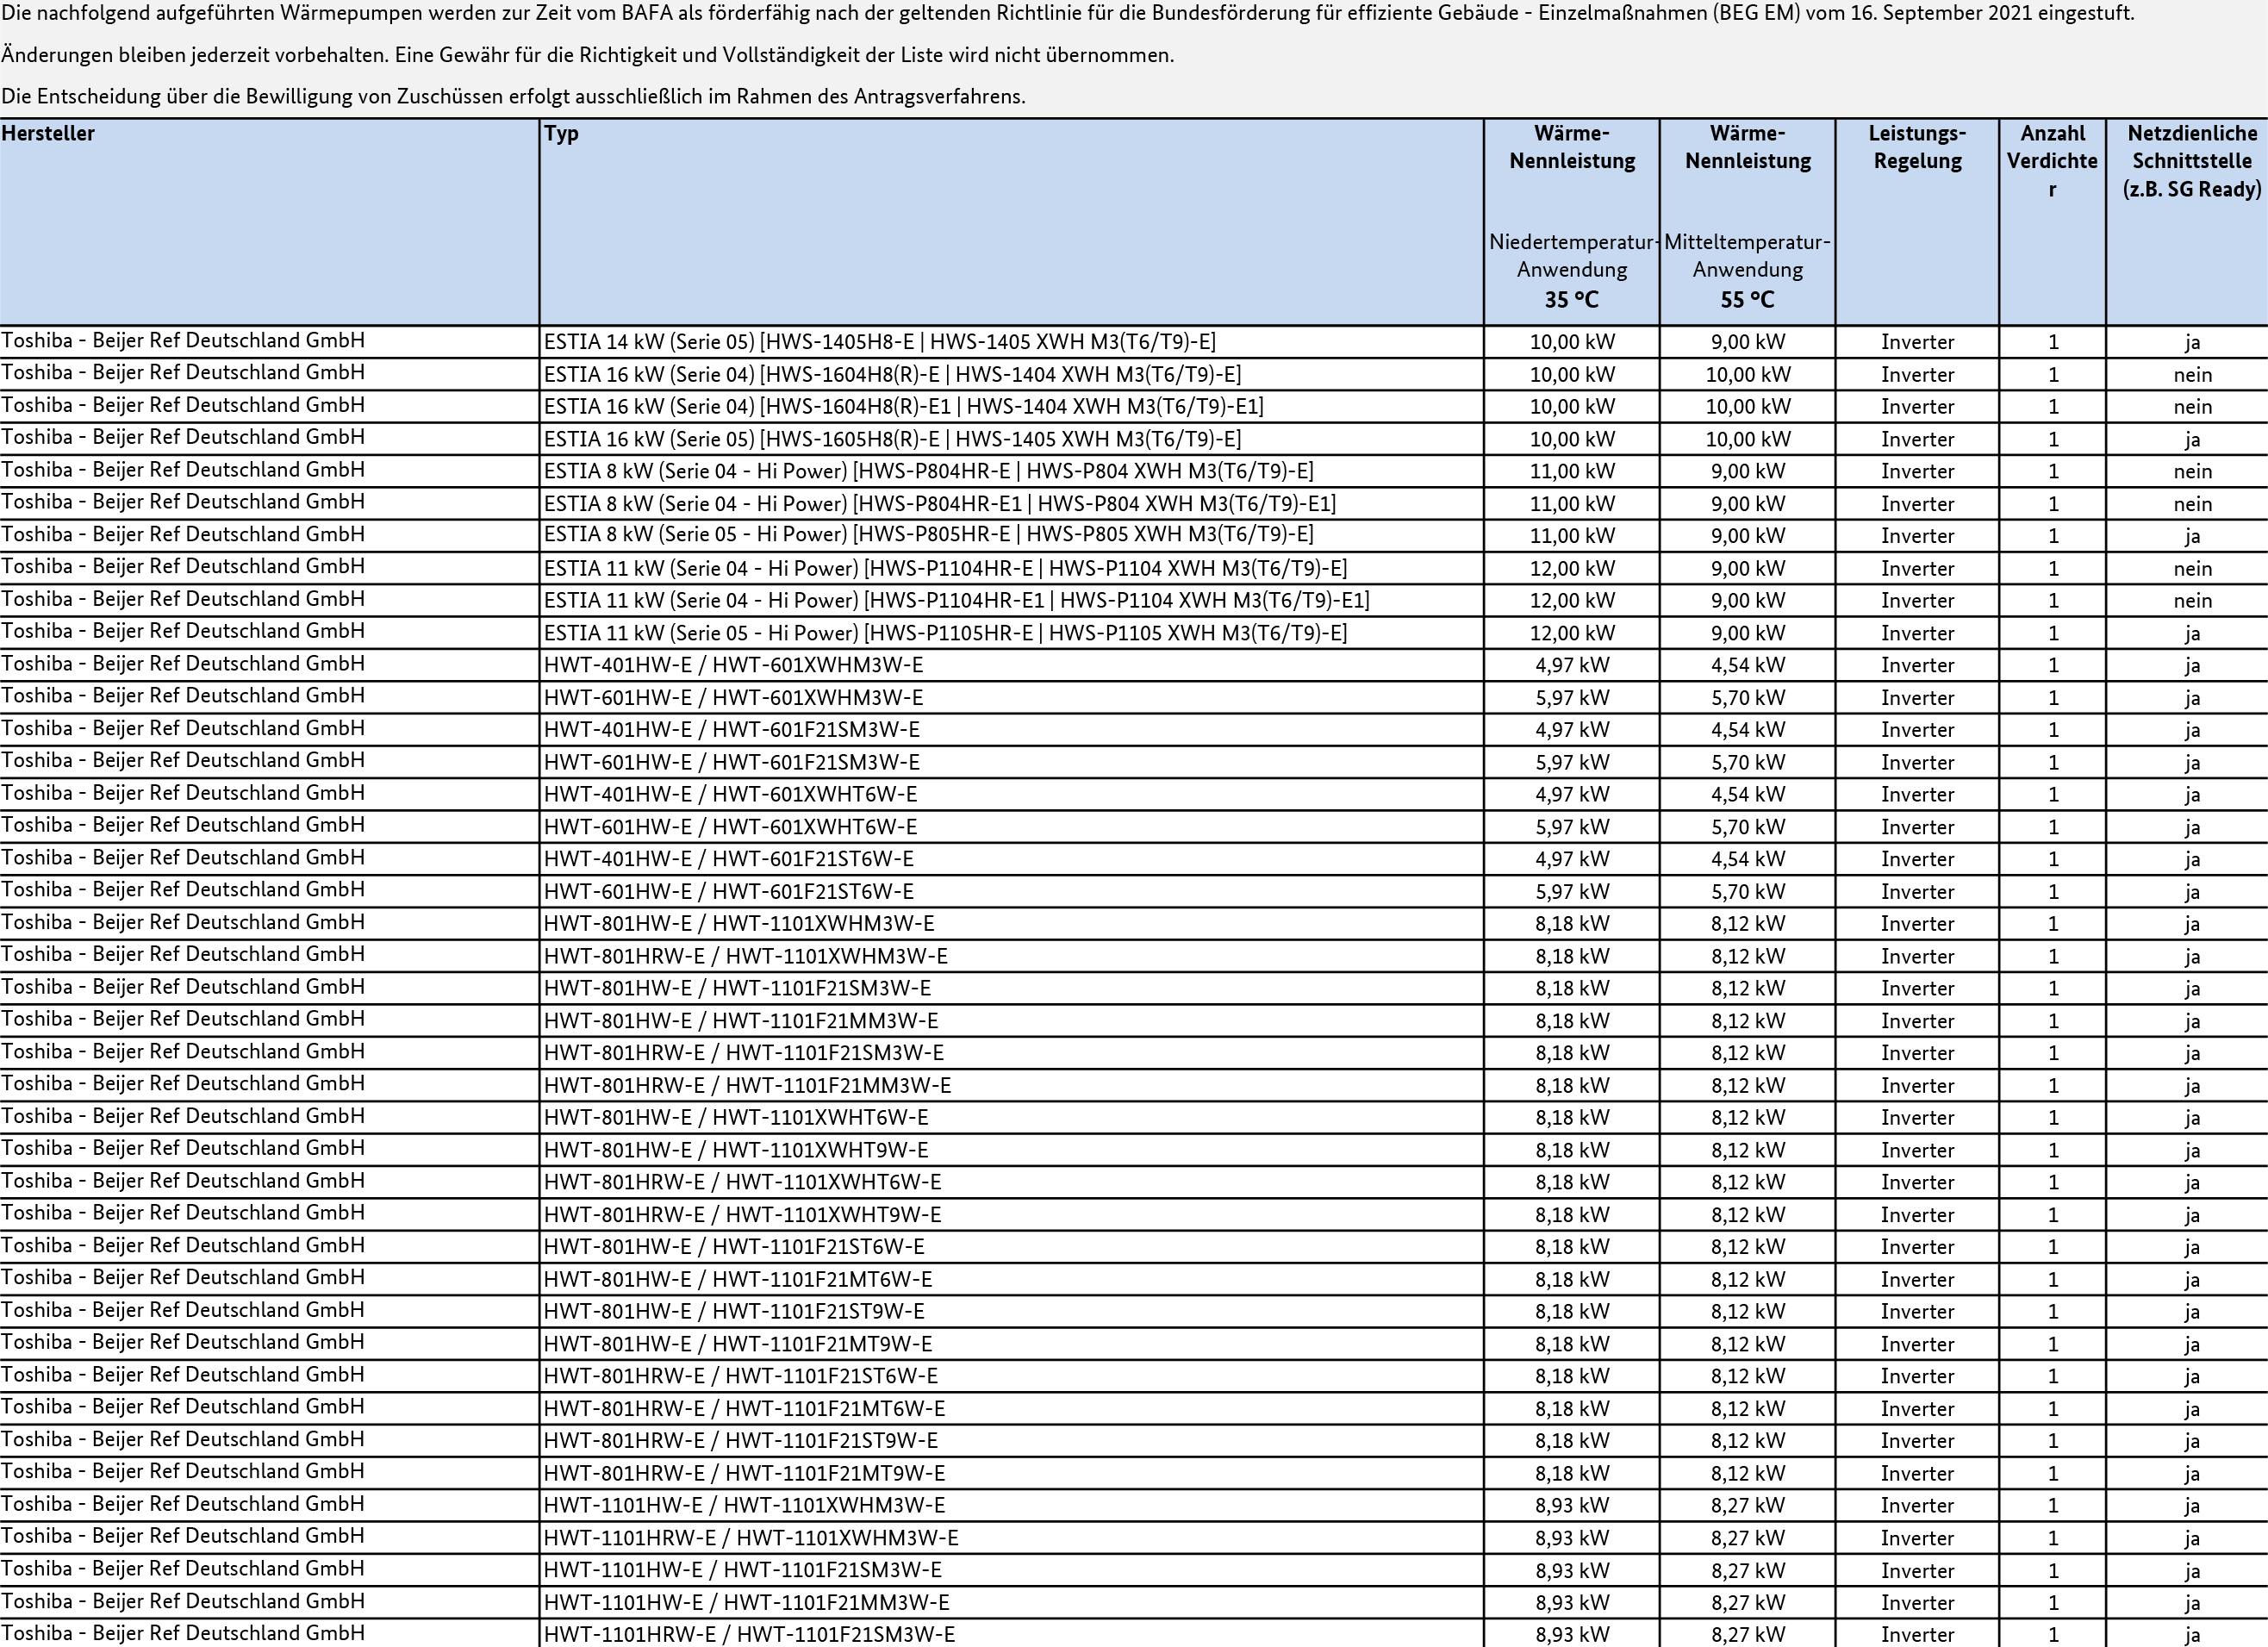 Die nachfolgend aufgeführten Wärmepumpen werden zur Zeit vom BAFA als förderfähig nach der geltenden Richtlinie für die Bundesförderung für effiziente Gebäude - Einzelmaßnahmen (BEG EM) vom 16. September 2021 eingestuft.
Änderungen bleiben jederzeit vorbehalten. Eine Gewähr für die Richtigkeit und Vollständigkeit der Liste wird nicht übernommen.
Die Entscheidung über die Bewilligung von Zuschüssen erfolgt ausschließlich im Rahmen des Antragsverfahrens.
Hersteller Typ Wärme- Wärme- Leistungs- Anzahl Netzdienliche
Nennleistung Nennleistung Regelung Verdichte Schnittstelle
r (z.B. SG Ready)
Niedertemperatur- Mitteltemperatur-
Anwendung Anwendung
35 °C 55 °C
Toshiba - Beijer Ref Deutschland GmbH ESTIA 14 kW (Serie 05) [HWS-1405H8-E | HWS-1405 XWH M3(T6/T9)-E] 10,00 kW 9,00 kW Inverter 1 ja
Toshiba - Beijer Ref Deutschland GmbH ESTIA 16 kW (Serie 04) [HWS-1604H8(R)-E | HWS-1404 XWH M3(T6/T9)-E] 10,00 kW 10,00 kW Inverter 1 nein
Toshiba - Beijer Ref Deutschland GmbH ESTIA 16 kW (Serie 04) [HWS-1604H8(R)-E1 | HWS-1404 XWH M3(T6/T9)-E1] 10,00 kW 10,00 kW Inverter 1 nein
Toshiba - Beijer Ref Deutschland GmbH ESTIA 16 kW (Serie 05) [HWS-1605H8(R)-E | HWS-1405 XWH M3(T6/T9)-E] 10,00 kW 10,00 kW Inverter 1 ja
Toshiba - Beijer Ref Deutschland GmbH ESTIA 8 kW (Serie 04 - Hi Power) [HWS-P804HR-E | HWS-P804 XWH M3(T6/T9)-E] 11,00 kW 9,00 kW Inverter 1 nein
Toshiba - Beijer Ref Deutschland GmbH ESTIA 8 kW (Serie 04 - Hi Power) [HWS-P804HR-E1 | HWS-P804 XWH M3(T6/T9)-E1] 11,00 kW 9,00 kW Inverter 1 nein
Toshiba - Beijer Ref Deutschland GmbH ESTIA 8 kW (Serie 05 - Hi Power) [HWS-P805HR-E | HWS-P805 XWH M3(T6/T9)-E] 11,00 kW 9,00 kW Inverter 1 ja
Toshiba - Beijer Ref Deutschland GmbH ESTIA 11 kW (Serie 04 - Hi Power) [HWS-P1104HR-E | HWS-P1104 XWH M3(T6/T9)-E] 12,00 kW 9,00 kW Inverter 1 nein
Toshiba - Beijer Ref Deutschland GmbH ESTIA 11 kW (Serie 04 - Hi Power) [HWS-P1104HR-E1 | HWS-P1104 XWH M3(T6/T9)-E1] 12,00 kW 9,00 kW Inverter 1 nein
Toshiba - Beijer Ref Deutschland GmbH ESTIA 11 kW (Serie 05 - Hi Power) [HWS-P1105HR-E | HWS-P1105 XWH M3(T6/T9)-E] 12,00 kW 9,00 kW Inverter 1 ja
Toshiba - Beijer Ref Deutschland GmbH HWT-401HW-E / HWT-601XWHM3W-E 4,97 kW 4,54 kW Inverter 1 ja
Toshiba - Beijer Ref Deutschland GmbH HWT-601HW-E / HWT-601XWHM3W-E 5,97 kW 5,70 kW Inverter 1 ja
Toshiba - Beijer Ref Deutschland GmbH HWT-401HW-E / HWT-601F21SM3W-E 4,97 kW 4,54 kW Inverter 1 ja
Toshiba - Beijer Ref Deutschland GmbH HWT-601HW-E / HWT-601F21SM3W-E 5,97 kW 5,70 kW Inverter 1 ja
Toshiba - Beijer Ref Deutschland GmbH HWT-401HW-E / HWT-601XWHT6W-E 4,97 kW 4,54 kW Inverter 1 ja
Toshiba - Beijer Ref Deutschland GmbH HWT-601HW-E / HWT-601XWHT6W-E 5,97 kW 5,70 kW Inverter 1 ja
Toshiba - Beijer Ref Deutschland GmbH HWT-401HW-E / HWT-601F21ST6W-E 4,97 kW 4,54 kW Inverter 1 ja
Toshiba - Beijer Ref Deutschland GmbH HWT-601HW-E / HWT-601F21ST6W-E 5,97 kW 5,70 kW Inverter 1 ja
Toshiba - Beijer Ref Deutschland GmbH HWT-801HW-E / HWT-1101XWHM3W-E 8,18 kW 8,12 kW Inverter 1 ja
Toshiba - Beijer Ref Deutschland GmbH HWT-801HRW-E / HWT-1101XWHM3W-E 8,18 kW 8,12 kW Inverter 1 ja
Toshiba - Beijer Ref Deutschland GmbH HWT-801HW-E / HWT-1101F21SM3W-E 8,18 kW 8,12 kW Inverter 1 ja
Toshiba - Beijer Ref Deutschland GmbH HWT-801HW-E / HWT-1101F21MM3W-E 8,18 kW 8,12 kW Inverter 1 ja
Toshiba - Beijer Ref Deutschland GmbH HWT-801HRW-E / HWT-1101F21SM3W-E 8,18 kW 8,12 kW Inverter 1 ja
Toshiba - Beijer Ref Deutschland GmbH HWT-801HRW-E / HWT-1101F21MM3W-E 8,18 kW 8,12 kW Inverter 1 ja
Toshiba - Beijer Ref Deutschland GmbH HWT-801HW-E / HWT-1101XWHT6W-E 8,18 kW 8,12 kW Inverter 1 ja
Toshiba - Beijer Ref Deutschland GmbH HWT-801HW-E / HWT-1101XWHT9W-E 8,18 kW 8,12 kW Inverter 1 ja
Toshiba - Beijer Ref Deutschland GmbH HWT-801HRW-E / HWT-1101XWHT6W-E 8,18 kW 8,12 kW Inverter 1 ja
Toshiba - Beijer Ref Deutschland GmbH HWT-801HRW-E / HWT-1101XWHT9W-E 8,18 kW 8,12 kW Inverter 1 ja
Toshiba - Beijer Ref Deutschland GmbH HWT-801HW-E / HWT-1101F21ST6W-E 8,18 kW 8,12 kW Inverter 1 ja
Toshiba - Beijer Ref Deutschland GmbH HWT-801HW-E / HWT-1101F21MT6W-E 8,18 kW 8,12 kW Inverter 1 ja
Toshiba - Beijer Ref Deutschland GmbH HWT-801HW-E / HWT-1101F21ST9W-E 8,18 kW 8,12 kW Inverter 1 ja
Toshiba - Beijer Ref Deutschland GmbH HWT-801HW-E / HWT-1101F21MT9W-E 8,18 kW 8,12 kW Inverter 1 ja
Toshiba - Beijer Ref Deutschland GmbH HWT-801HRW-E / HWT-1101F21ST6W-E 8,18 kW 8,12 kW Inverter 1 ja
Toshiba - Beijer Ref Deutschland GmbH HWT-801HRW-E / HWT-1101F21MT6W-E 8,18 kW 8,12 kW Inverter 1 ja
Toshiba - Beijer Ref Deutschland GmbH HWT-801HRW-E / HWT-1101F21ST9W-E 8,18 kW 8,12 kW Inverter 1 ja
Toshiba - Beijer Ref Deutschland GmbH HWT-801HRW-E / HWT-1101F21MT9W-E 8,18 kW 8,12 kW Inverter 1 ja
Toshiba - Beijer Ref Deutschland GmbH HWT-1101HW-E / HWT-1101XWHM3W-E 8,93 kW 8,27 kW Inverter 1 ja
Toshiba - Beijer Ref Deutschland GmbH HWT-1101HRW-E / HWT-1101XWHM3W-E 8,93 kW 8,27 kW Inverter 1 ja
Toshiba - Beijer Ref Deutschland GmbH HWT-1101HW-E / HWT-1101F21SM3W-E 8,93 kW 8,27 kW Inverter 1 ja
Toshiba - Beijer Ref Deutschland GmbH HWT-1101HW-E / HWT-1101F21MM3W-E 8,93 kW 8,27 kW Inverter 1 ja
Toshiba - Beijer Ref Deutschland GmbH HWT-1101HRW-E / HWT-1101F21SM3W-E 8,93 kW 8,27 kW Inverter 1 ja